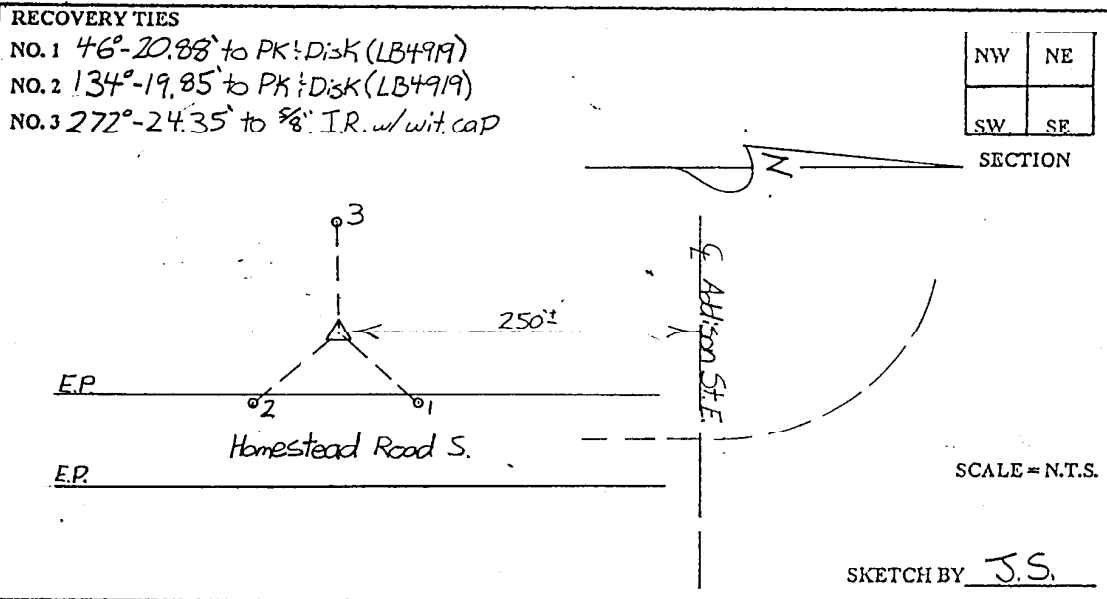 RECOVERY TIES
NO. 1 46°-20.88' to PK & Disk (LB4919)
NO. 2 134°-19.85' to PK & Disk (LB4919)
NO. 3 272°-24.35' to 5/8" I.R. w/ wit. cap
NW NE
SW SE
SECTION
N
3
250'±
℄ Addison St. E.
E.P.
2 1
Homestead Road S.
E.P.
SCALE = N.T.S.
SKETCH BY J.S.